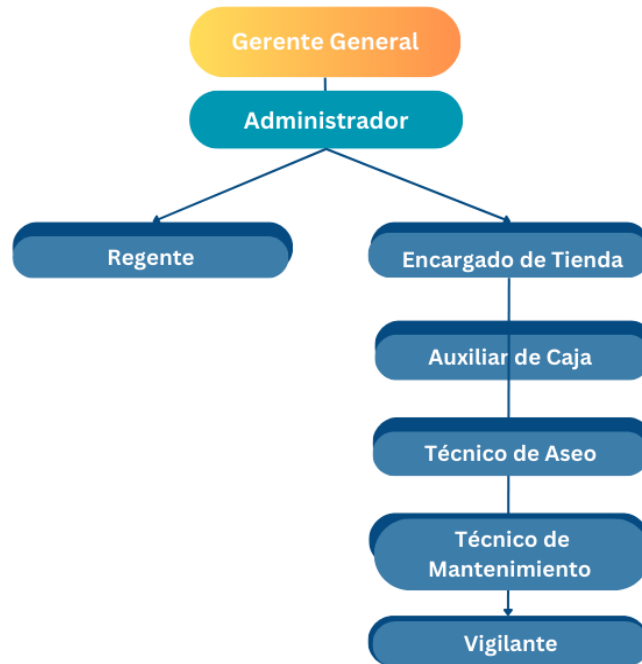 Gerente General
Administrador
Regente
Encargado de Tienda
Auxiliar de Caja
Técnico de Aseo
Técnico de
Mantenimiento
Vigilante